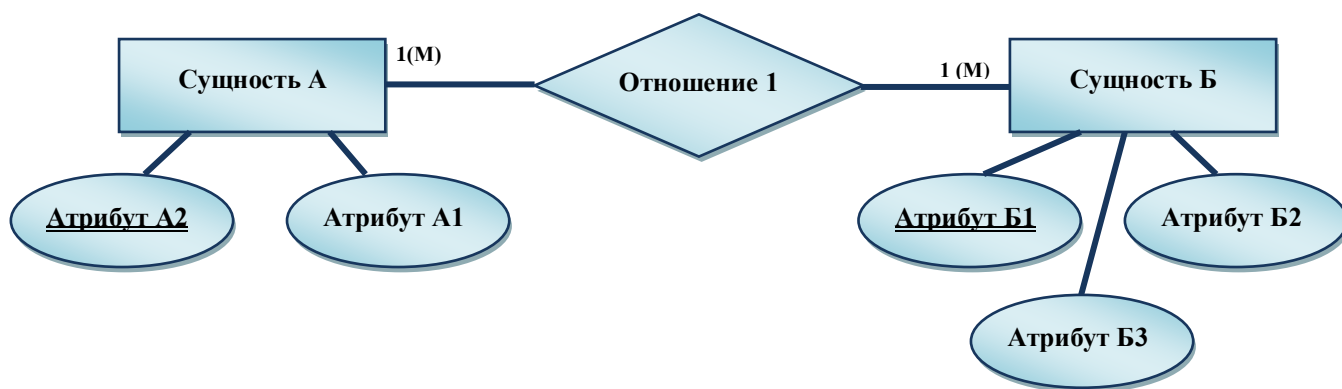 Сущность А
1(М)
Отношение 1
1 (М)
Сущность Б
Атрибут А2
Атрибут А1
Атрибут Б1
Атрибут Б2
Атрибут Б3